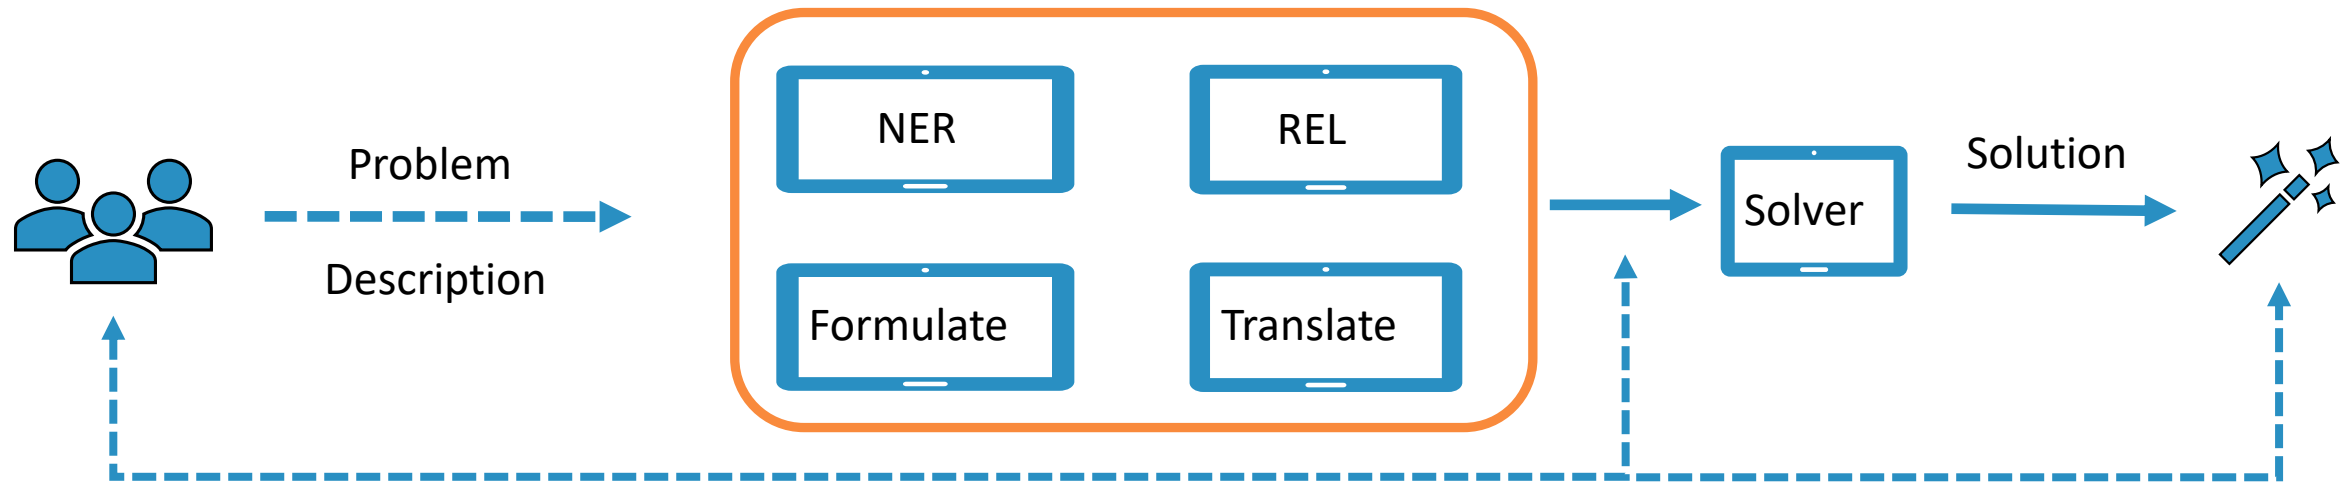 Problem
Description
NER
REL
Formulate
Translate
Solver
Solution